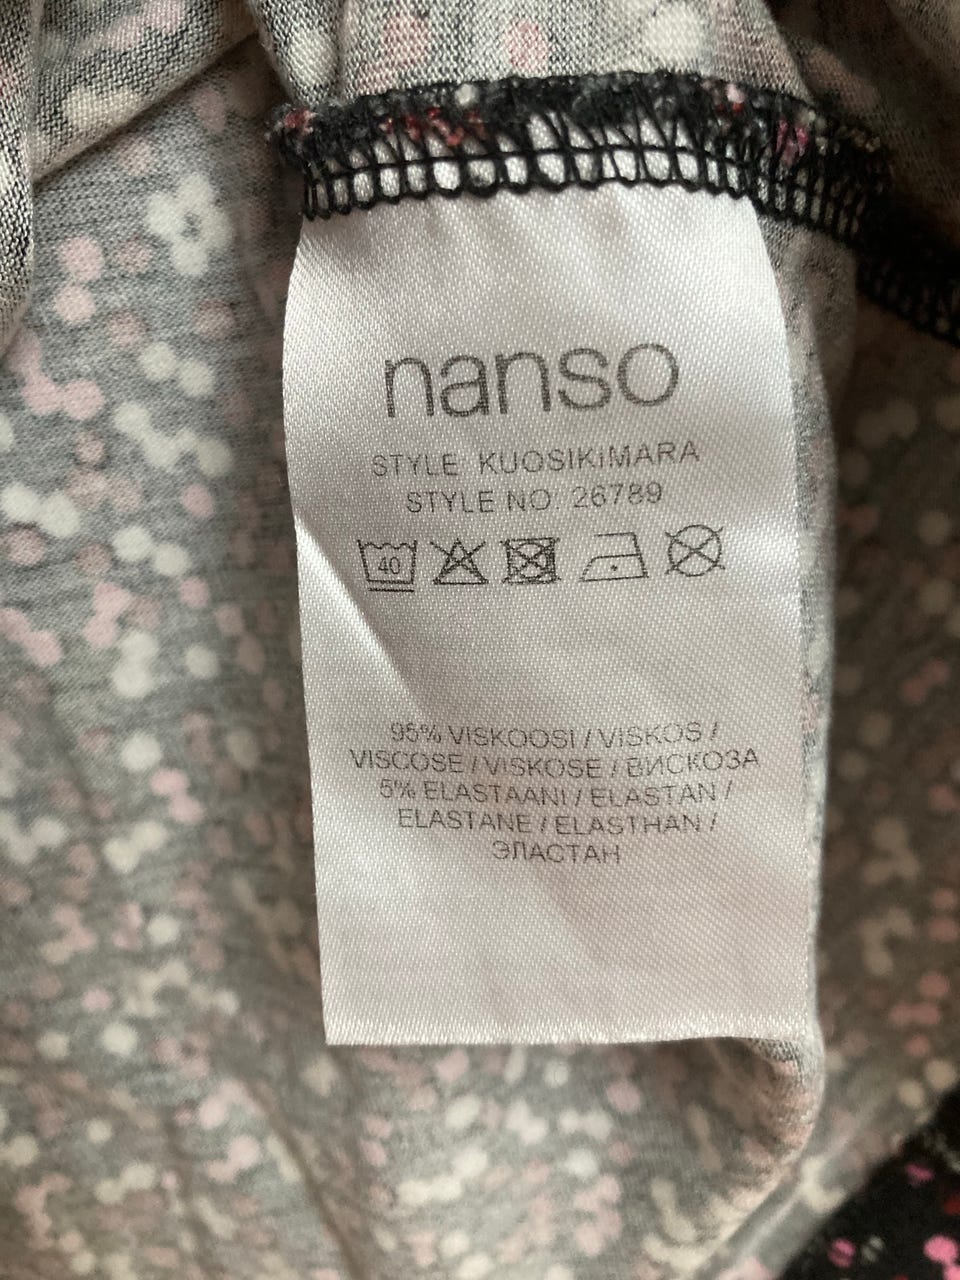 nanso
STYLE: KUOSIKIMARA
STYLE NO: 26789
40
95% VISKOOSI / VISKOS /
VISCOSE / VISKOSE / ВИСКОЗА
5% ELASTAANI / ELASTAN /
ELASTANE / ELASTHAN /
ЭЛАСТАН